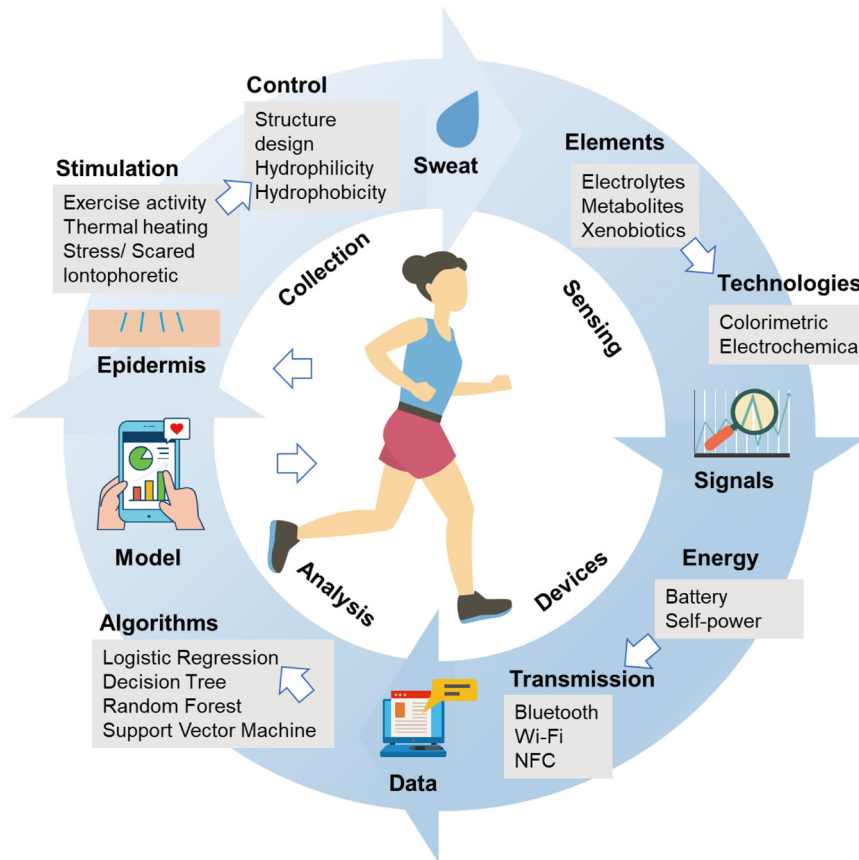 Control
Structure
design
Hydrophilicity
Hydrophobicity
Sweat
Elements
Electrolytes
Metabolites
Xenobiotics
Technologies
Colorimetric
Electrochemical
Sensing
Signals
Energy
Battery
Self-power
Devices
Transmission
Bluetooth
Wi-Fi
NFC
Data
Analysis
Algorithms
Logistic Regression
Decision Tree
Random Forest
Support Vector Machine
Model
Epidermis
Stimulation
Exercise activity
Thermal heating
Stress/ Scared
Iontophoretic
Collection